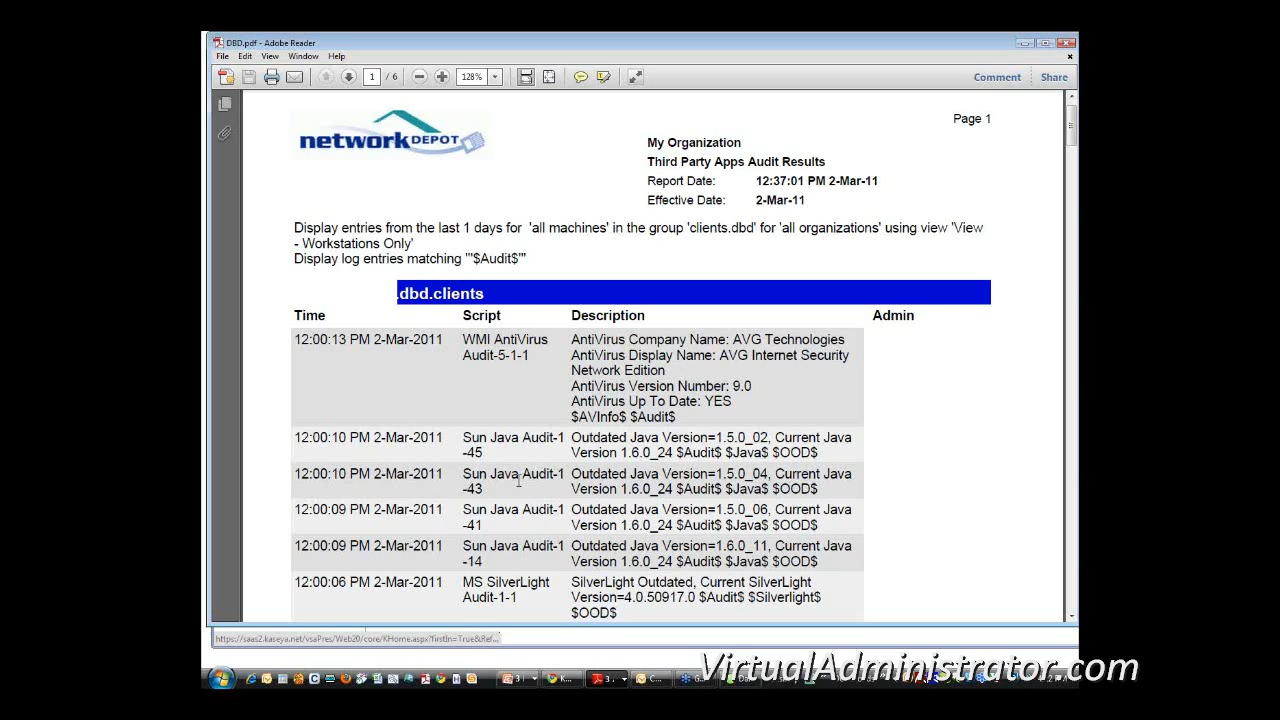 DBD.pdf - Adobe Reader
File Edit View Window Help
1 / 6 128% Comment Share
network DEPOT
Page 1
My Organization
Third Party Apps Audit Results
Report Date: 12:37:01 PM 2-Mar-11
Effective Date: 2-Mar-11
Display entries from the last 1 days for 'all machines' in the group 'clients.dbd' for 'all organizations' using view 'View
- Workstations Only'
Display log entries matching "'$Audit$'"
.dbd.clients
Time Script Description Admin
12:00:13 PM 2-Mar-2011 WMI AntiVirus AntiVirus Company Name: AVG Technologies
Audit-5-1-1 AntiVirus Display Name: AVG Internet Security
Network Edition
AntiVirus Version Number: 9.0
AntiVirus Up To Date: YES
$AVInfo$ $Audit$
12:00:10 PM 2-Mar-2011 Sun Java Audit-1 Outdated Java Version=1.5.0_02, Current Java
-45 Version 1.6.0_24 $Audit$ $Java$ $OOD$
12:00:10 PM 2-Mar-2011 Sun Java Audit-1 Outdated Java Version=1.5.0_04, Current Java
-43 Version 1.6.0_24 $Audit$ $Java$ $OOD$
12:00:09 PM 2-Mar-2011 Sun Java Audit-1 Outdated Java Version=1.5.0_06, Current Java
-41 Version 1.6.0_24 $Audit$ $Java$ $OOD$
12:00:09 PM 2-Mar-2011 Sun Java Audit-1 Outdated Java Version=1.6.0_11, Current Java
-14 Version 1.6.0_24 $Audit$ $Java$ $OOD$
12:00:06 PM 2-Mar-2011 MS SilverLight SilverLight Outdated, Current SilverLight
Audit-1-1 Version=4.0.50917.0 $Audit$ $Silverlight$
$OOD$
https://saas2.kaseya.net/vsaPres/Web20/core/KHome.aspx?firstIn=True&Ref...
VirtualAdministrator.com